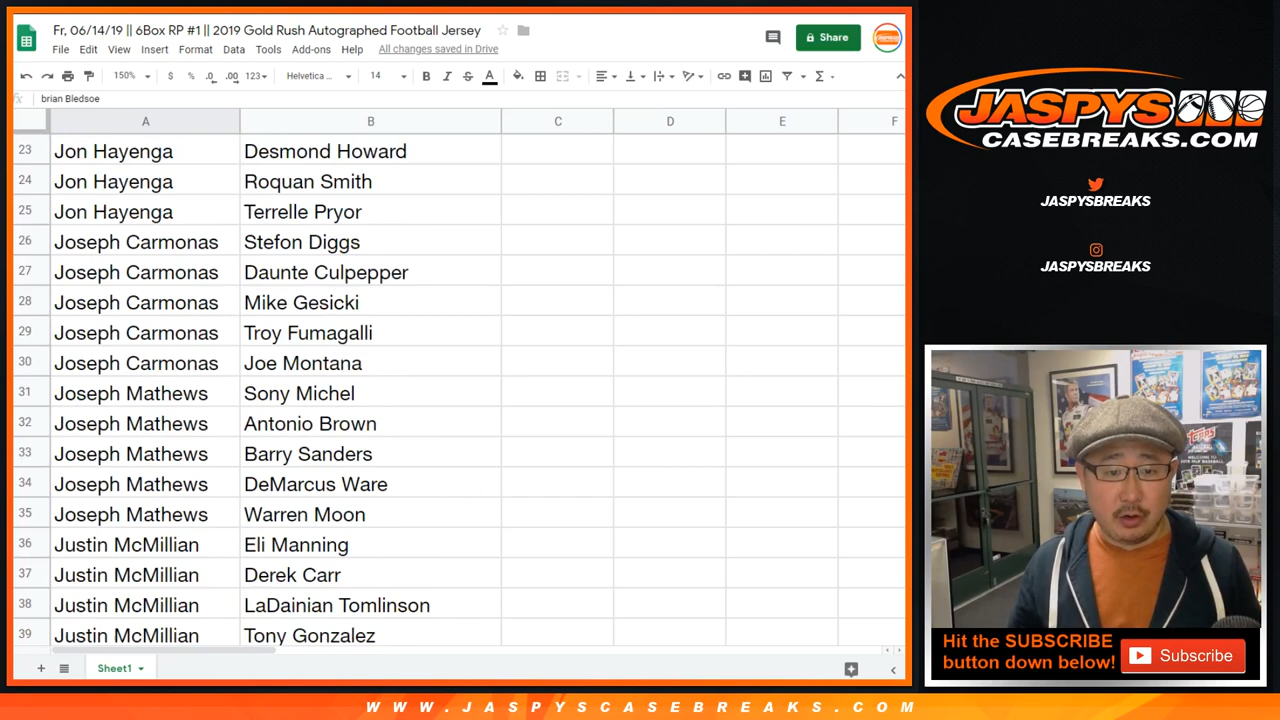 Fr, 06/14/19 || 6Box RP #1 || 2019 Gold Rush Autographed Football Jersey
File Edit View Insert Format Data Tools Add-ons Help All changes saved in Drive
Share
150% $ % .0 .00 123 Helvetica ... 14 B I S A
fx brian Bledsoe
A B C D E F
23 Jon Hayenga Desmond Howard
24 Jon Hayenga Roquan Smith
25 Jon Hayenga Terrelle Pryor
26 Joseph Carmonas Stefon Diggs
27 Joseph Carmonas Daunte Culpepper
28 Joseph Carmonas Mike Gesicki
29 Joseph Carmonas Troy Fumagalli
30 Joseph Carmonas Joe Montana
31 Joseph Mathews Sony Michel
32 Joseph Mathews Antonio Brown
33 Joseph Mathews Barry Sanders
34 Joseph Mathews DeMarcus Ware
35 Joseph Mathews Warren Moon
36 Justin McMillian Eli Manning
37 Justin McMillian Derek Carr
38 Justin McMillian LaDainian Tomlinson
39 Justin McMillian Tony Gonzalez
Sheet1
JASPYS
CASEBREAKS.COM
JASPYSBREAKS
JASPYSBREAKS
topps
Hit the SUBSCRIBE
button down below!
Subscribe
WWW.JASPYSCASEBREAKS.COM